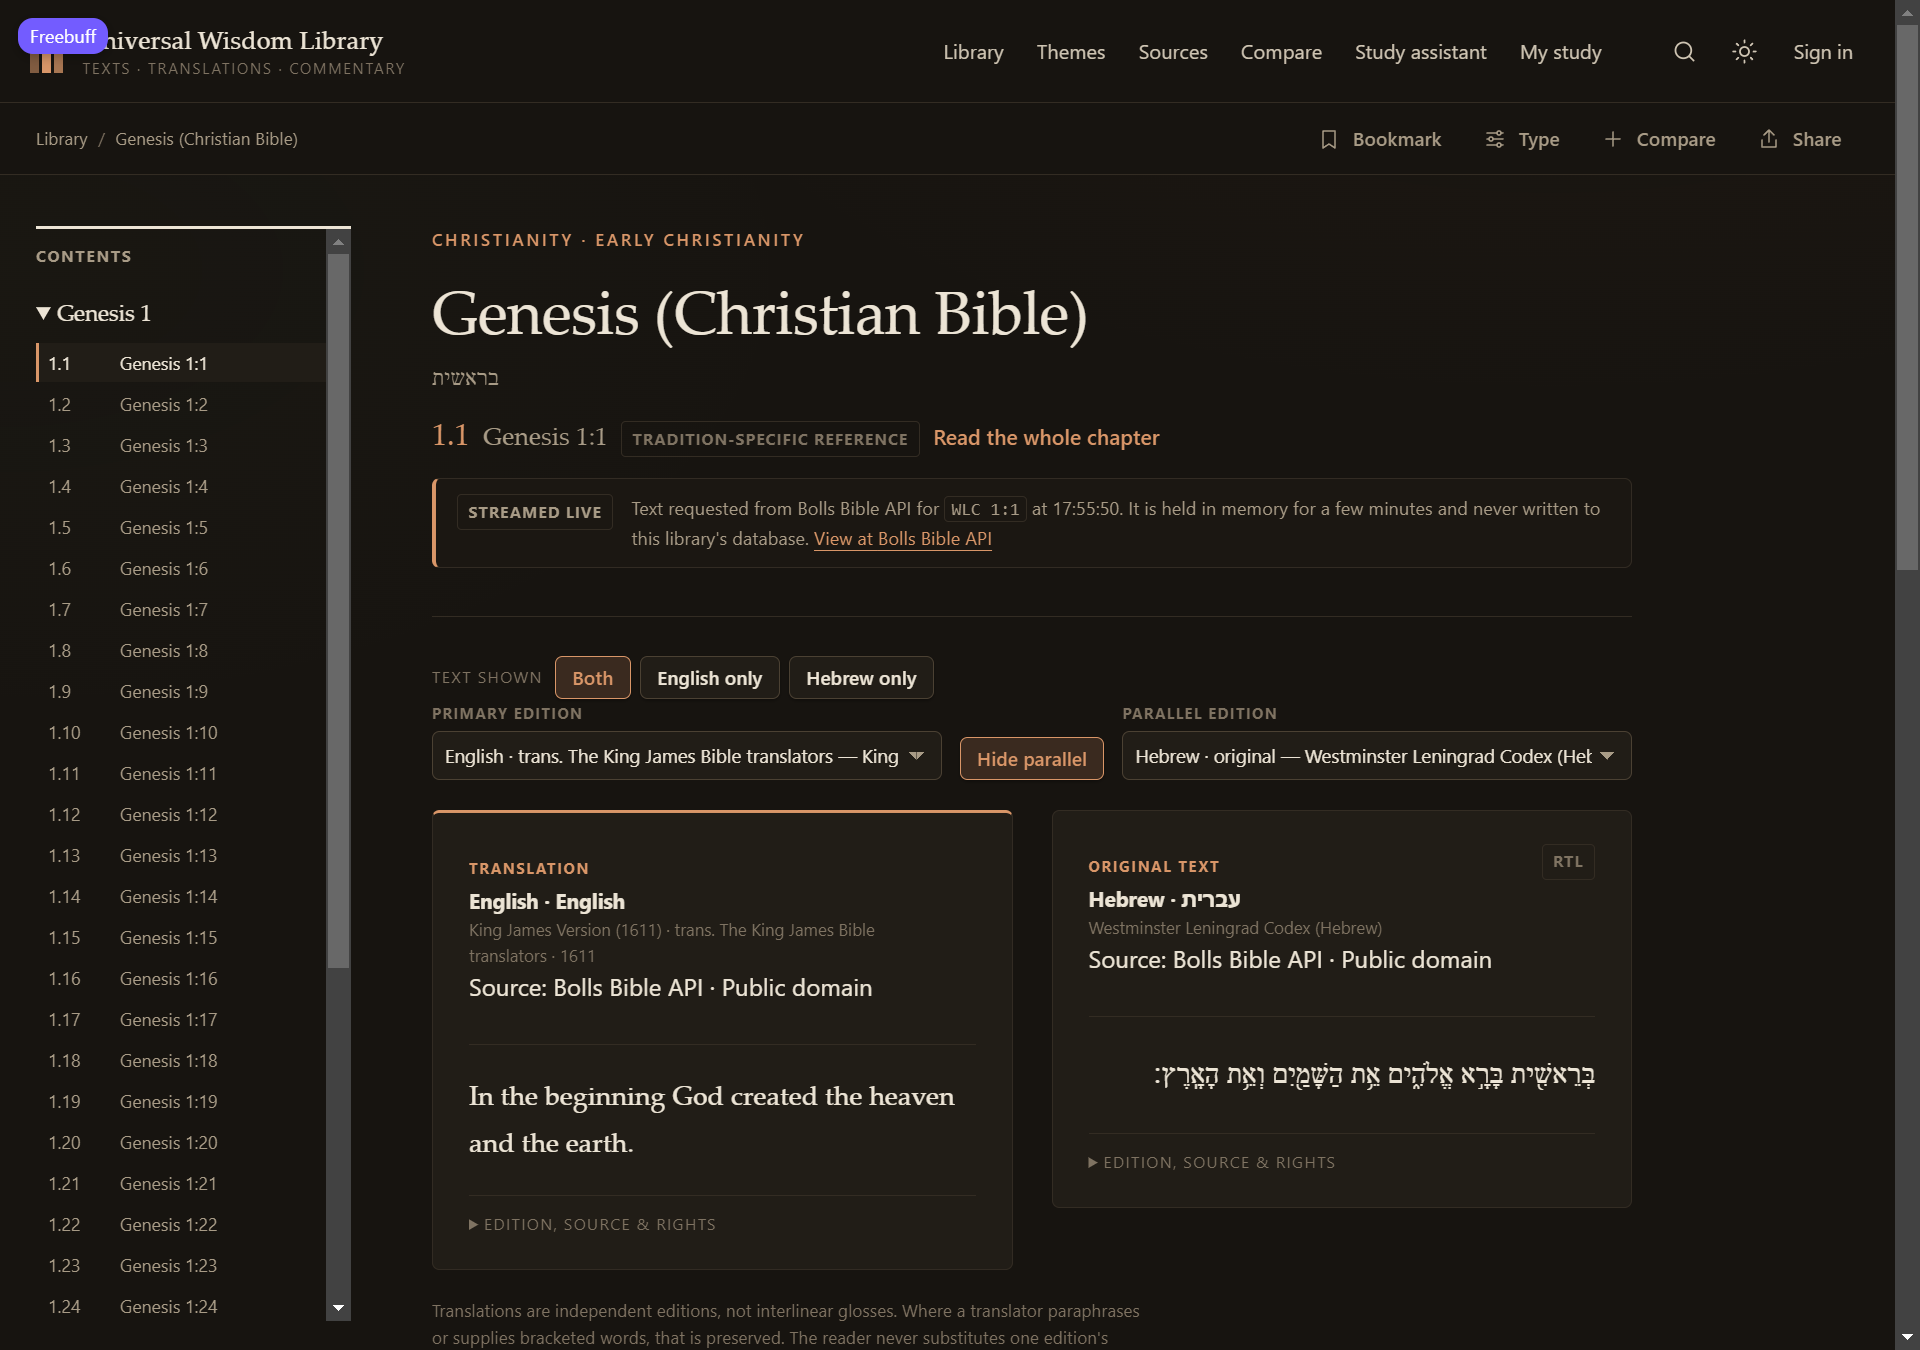 Freebuff
niversal Wisdom Library
TEXTS · TRANSLATIONS · COMMENTARY
Library
Themes
Sources
Compare
Study assistant
My study
Sign in
Library / Genesis (Christian Bible)
Bookmark
Type
Compare
Share
CONTENTS
Genesis 1
1.1 Genesis 1:1
1.2 Genesis 1:2
1.3 Genesis 1:3
1.4 Genesis 1:4
1.5 Genesis 1:5
1.6 Genesis 1:6
1.7 Genesis 1:7
1.8 Genesis 1:8
1.9 Genesis 1:9
1.10 Genesis 1:10
1.11 Genesis 1:11
1.12 Genesis 1:12
1.13 Genesis 1:13
1.14 Genesis 1:14
1.15 Genesis 1:15
1.16 Genesis 1:16
1.17 Genesis 1:17
1.18 Genesis 1:18
1.19 Genesis 1:19
1.20 Genesis 1:20
1.21 Genesis 1:21
1.22 Genesis 1:22
1.23 Genesis 1:23
1.24 Genesis 1:24
CHRISTIANITY · EARLY CHRISTIANITY
Genesis (Christian Bible)
בראשית
1.1 Genesis 1:1 TRADITION-SPECIFIC REFERENCE Read the whole chapter
STREAMED LIVE
Text requested from Bolls Bible API for WLC 1:1 at 17:55:50. It is held in memory for a few minutes and never written to
this library's database. View at Bolls Bible API
TEXT SHOWN Both English only Hebrew only
PRIMARY EDITION
English · trans. The King James Bible translators — King
Hide parallel
PARALLEL EDITION
Hebrew · original — Westminster Leningrad Codex (Heb
TRANSLATION
English · English
King James Version (1611) · trans. The King James Bible
translators · 1611
Source: Bolls Bible API · Public domain
In the beginning God created the heaven
and the earth.
EDITION, SOURCE & RIGHTS
ORIGINAL TEXT
RTL
Hebrew · עברית
Westminster Leningrad Codex (Hebrew)
Source: Bolls Bible API · Public domain
בְּרֵאשִׁ֖ית בָּרָ֣א אֱלֹהִ֑ים אֵ֥ת הַשָּׁמַ֖יִם וְאֵ֥ת הָאָֽרֶץ׃
EDITION, SOURCE & RIGHTS
Translations are independent editions, not interlinear glosses. Where a translator paraphrases
or supplies bracketed words, that is preserved. The reader never substitutes one edition's